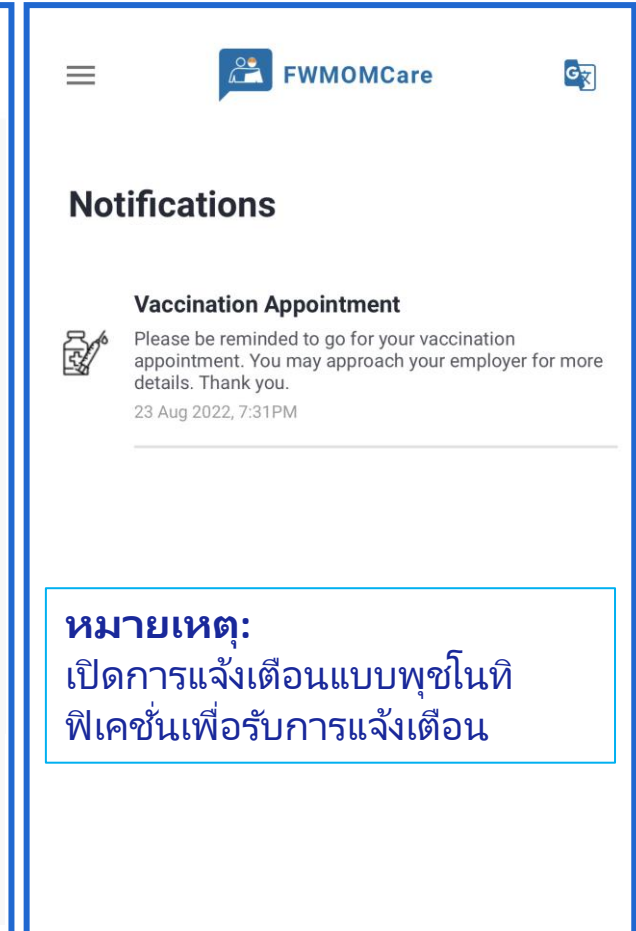 FWMOMCare
Notifications
Vaccination Appointment
Please be reminded to go for your vaccination
appointment. You may approach your employer for more
details. Thank you.
23 Aug 2022, 7:31PM
หมายเหตุ:
เปิดการแจ้งเตือนแบบพุชโนทิ
ฟิเคชั่นเพื่อรับการแจ้งเตือน